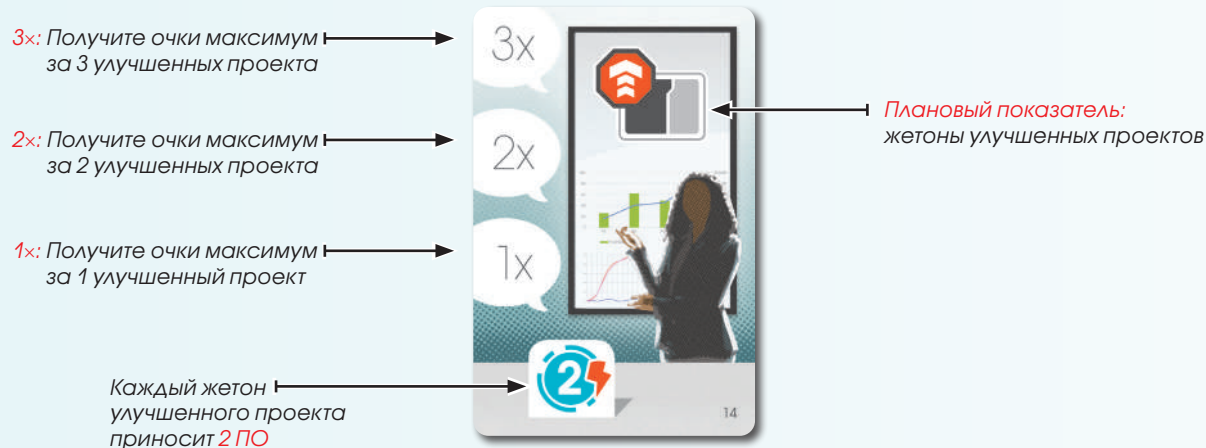 3×: Получите очки максимум
за 3 улучшенных проекта
2×: Получите очки максимум
за 2 улучшенных проекта
1×: Получите очки максимум
за 1 улучшенный проект
Каждый жетон
улучшенного проекта
приносит 2 ПО
3x
2x
1x
2
14
Плановый показатель:
жетоны улучшенных проектов